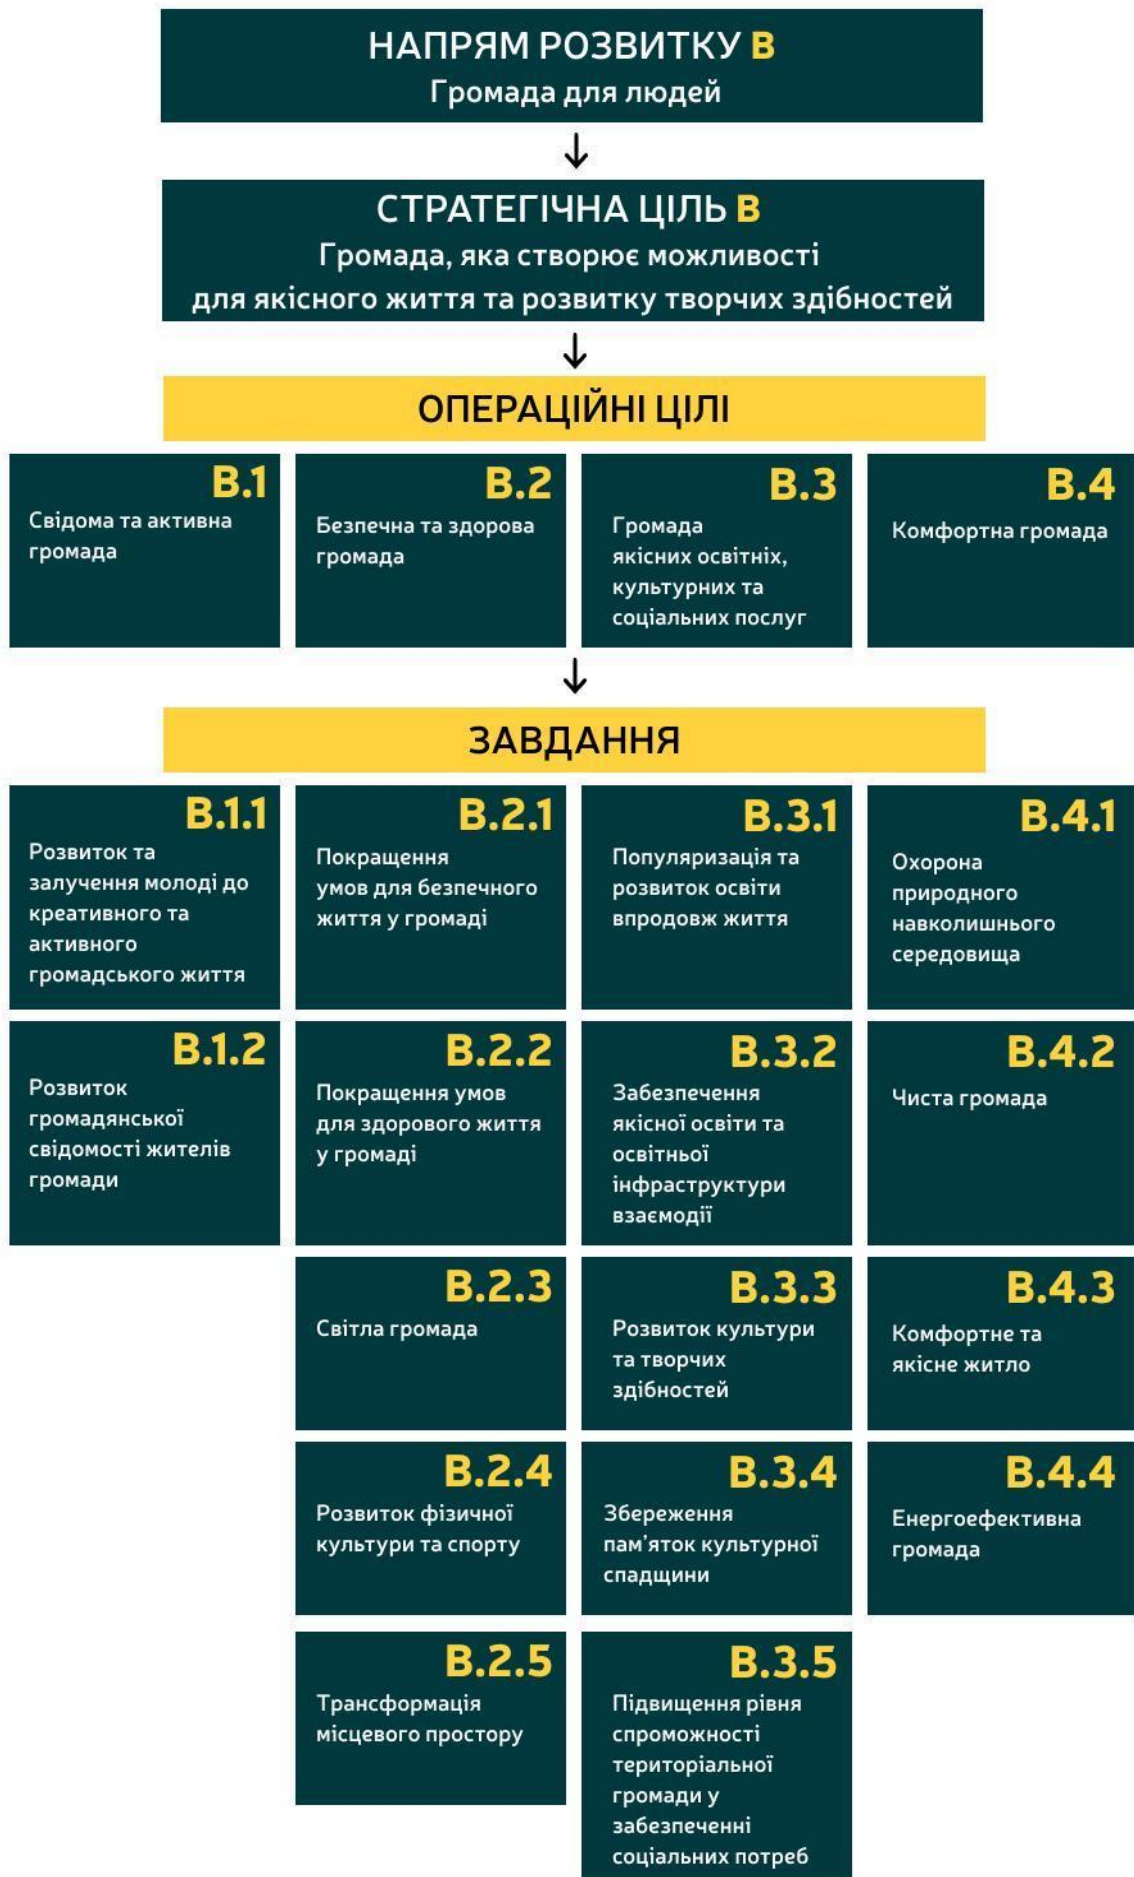 НАПРЯМ РОЗВИТКУ В
Громада для людей
СТРАТЕГІЧНА ЦІЛЬ В
Громада, яка створює можливості
для якісного життя та розвитку творчих здібностей
ОПЕРАЦІЙНІ ЦІЛІ
В.1
Свідома та активна
громада
В.2
Безпечна та здорова
громада
В.3
Громада
якісних освітніх,
культурних та
соціальних послуг
В.4
Комфортна громада
ЗАВДАННЯ
В.1.1
Розвиток та
залучення молоді до
креативного та
активного
громадського життя
В.2.1
Покращення
умов для безпечного
життя у громаді
В.3.1
Популяризація та
розвиток освіти
впродовж життя
В.4.1
Охорона
природного
навколишнього
середовища
В.1.2
Розвиток
громадянської
свідомості жителів
громади
В.2.2
Покращення умов
для здорового життя
у громаді
В.3.2
Забезпечення
якісної освіти та
освітньої
інфраструктури
взаємодії
В.4.2
Чиста громада
В.2.3
Світла громада
В.3.3
Розвиток культури
та творчих
здібностей
В.4.3
Комфортне та
якісне житло
В.2.4
Розвиток фізичної
культури та спорту
В.3.4
Збереження
пам’яток культурної
спадщини
В.4.4
Енергоефективна
громада
В.2.5
Трансформація
місцевого простору
В.3.5
Підвищення рівня
спроможності
територіальної
громади у
забезпеченні
соціальних потреб